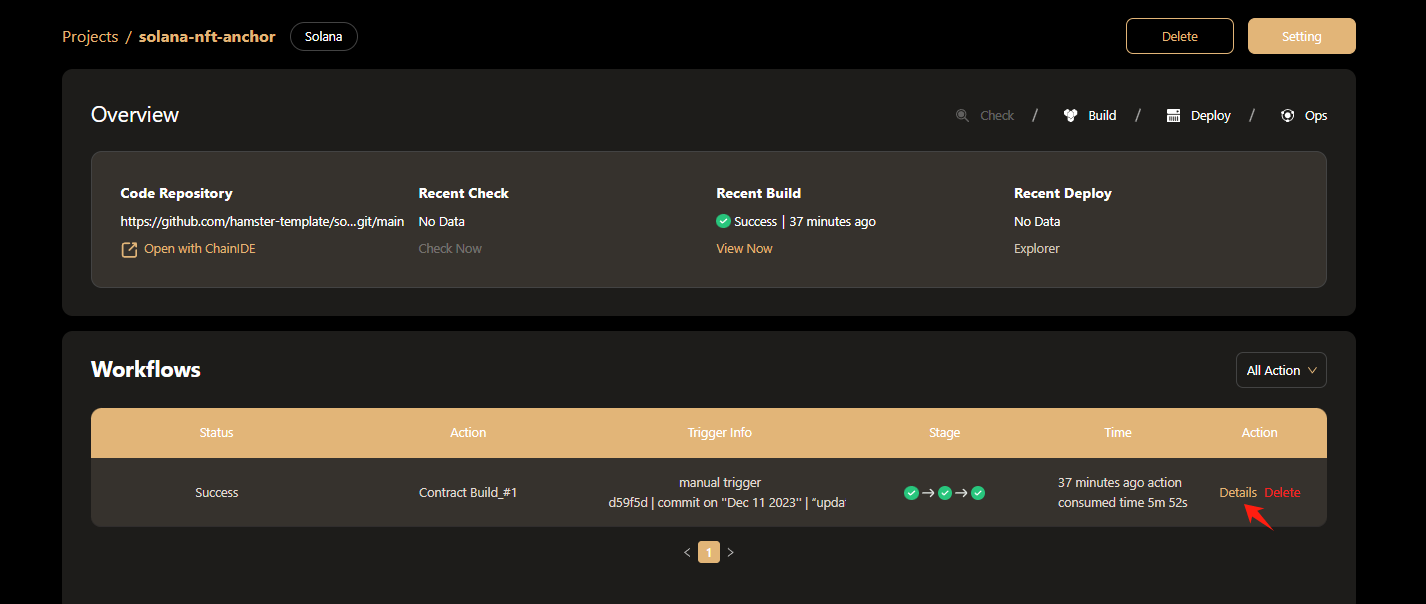 Projects / solana-nft-anchor Solana Delete Setting
Overview Check / Build / Deploy / Ops
Code Repository Recent Check Recent Build Recent Deploy
https://github.com/hamster-template/so...git/main No Data Success | 37 minutes ago No Data
Open with ChainIDE Check Now View Now Explorer
Workflows All Action
Status Action Trigger Info Stage Time Action
manual trigger 37 minutes ago action
Success Contract Build_#1 Details Delete
d59f5d | commit on "Dec 11 2023" | "upda consumed time 5m 52s
< 1 >